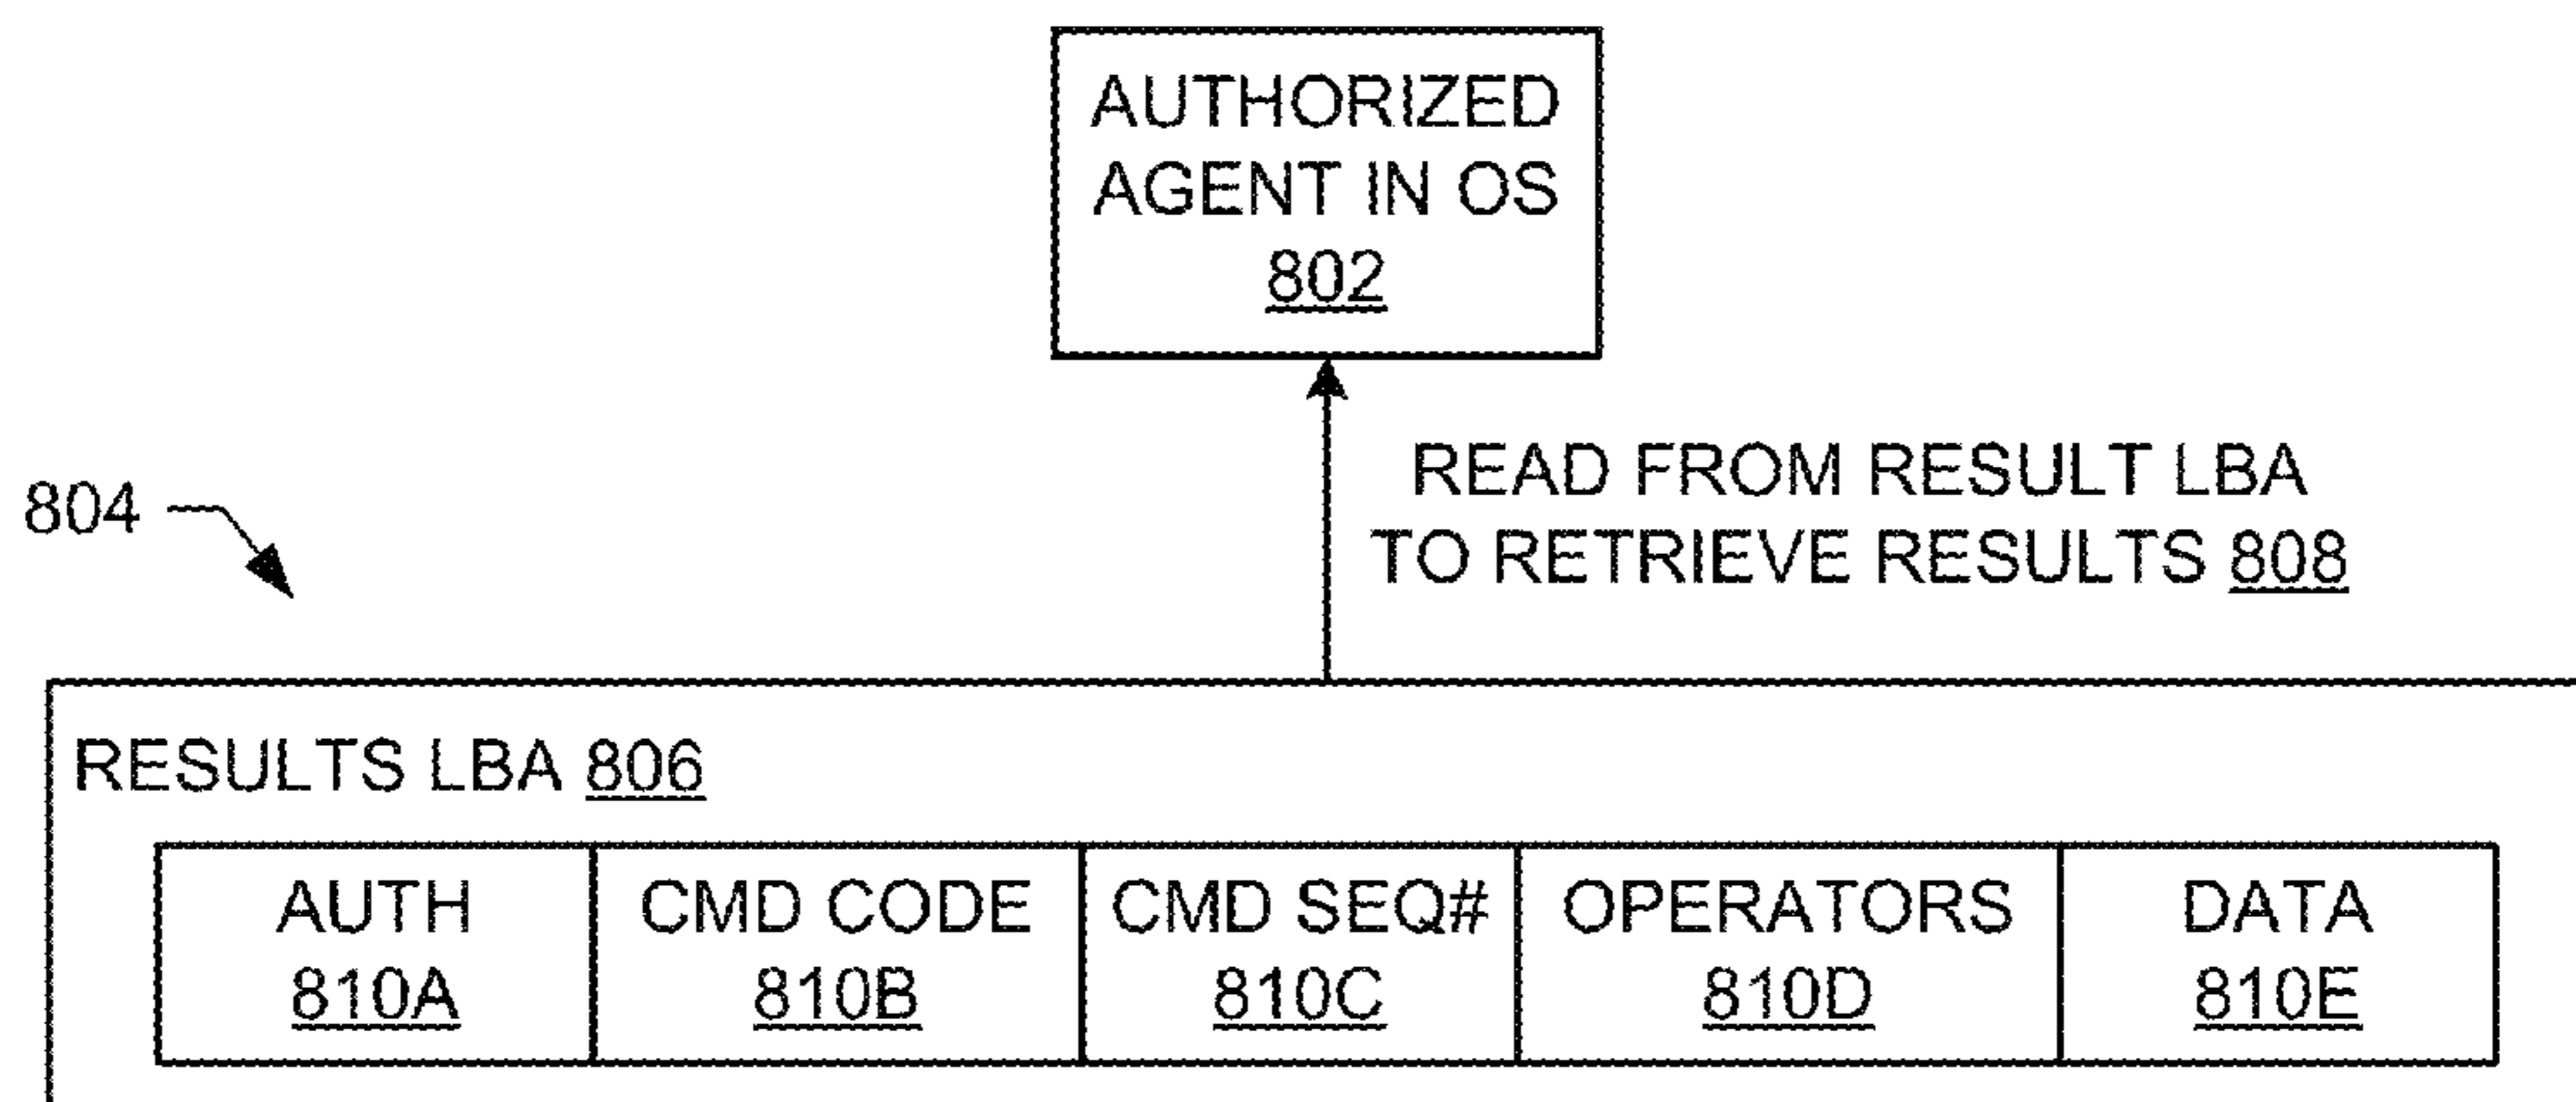 AUTHORIZED
AGENT IN OS
802
804
READ FROM RESULT LBA
TO RETRIEVE RESULTS 808
RESULTS LBA 806
AUTH CMD CODE CMD SEQ# OPERATORS DATA
810A 810B 810C 810D 810E